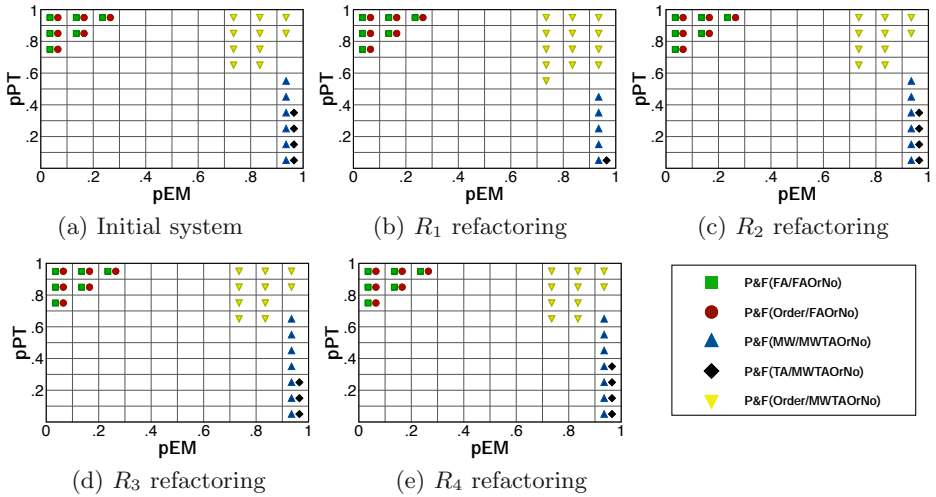 1
.8
.6
.4
.2
pPT
0 .2 .4 .6 .8 1
pEM
(a) Initial system
1
.8
.6
.4
.2
pPT
0 .2 .4 .6 .8 1
pEM
(b) R1 refactoring
1
.8
.6
.4
.2
pPT
0 .2 .4 .6 .8 1
pEM
(c) R2 refactoring
1
.8
.6
.4
.2
pPT
0 .2 .4 .6 .8 1
pEM
(d) R3 refactoring
1
.8
.6
.4
.2
pPT
0 .2 .4 .6 .8 1
pEM
(e) R4 refactoring
P&F(FA/FAOrNo)
P&F(Order/FAOrNo)
P&F(MW/MWTAOrNo)
P&F(TA/MWTAOrNo)
P&F(Order/MWTAOrNo)